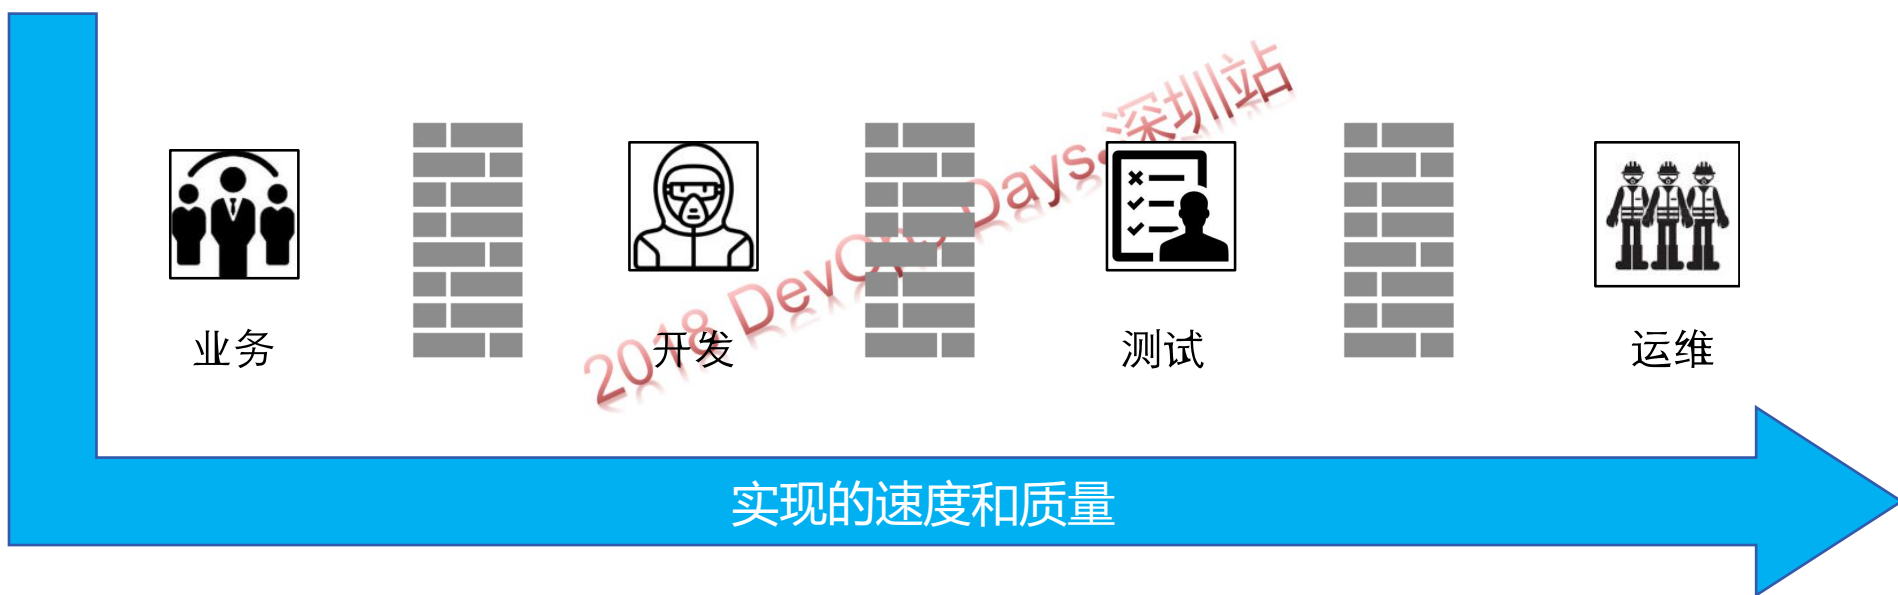 2018 DevOps Days·深圳站
业务
开发
测试
运维
实现的速度和质量